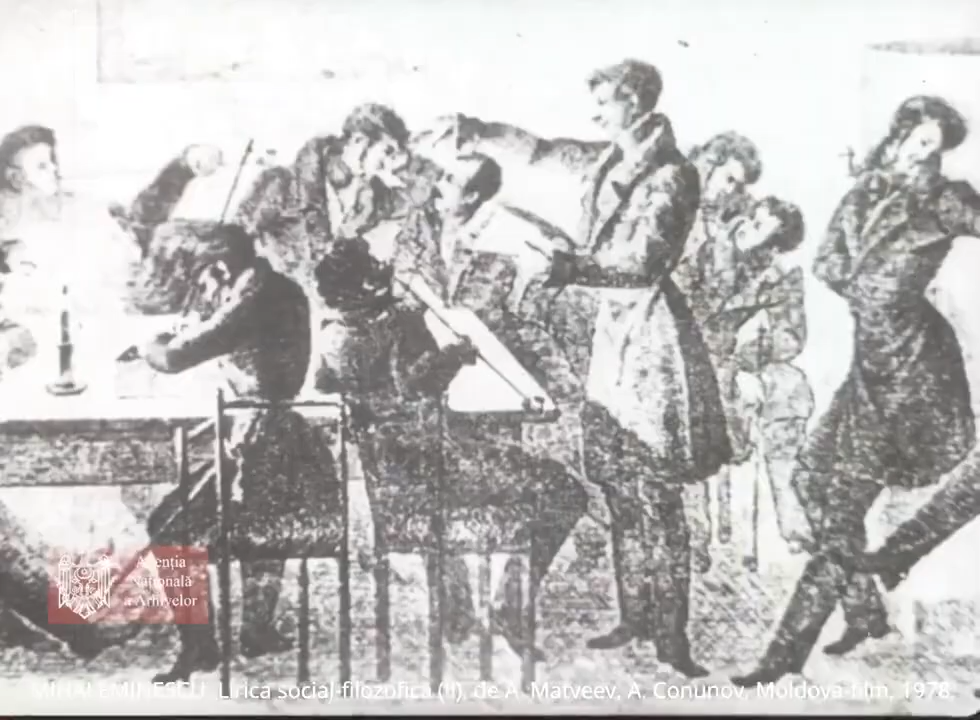 Agenția
Națională
a Arhivelor
MIHAI EMINESCU. Lirica social-filozofică (II), de A. Matveev, A. Conunov, Moldova-film, 1978.